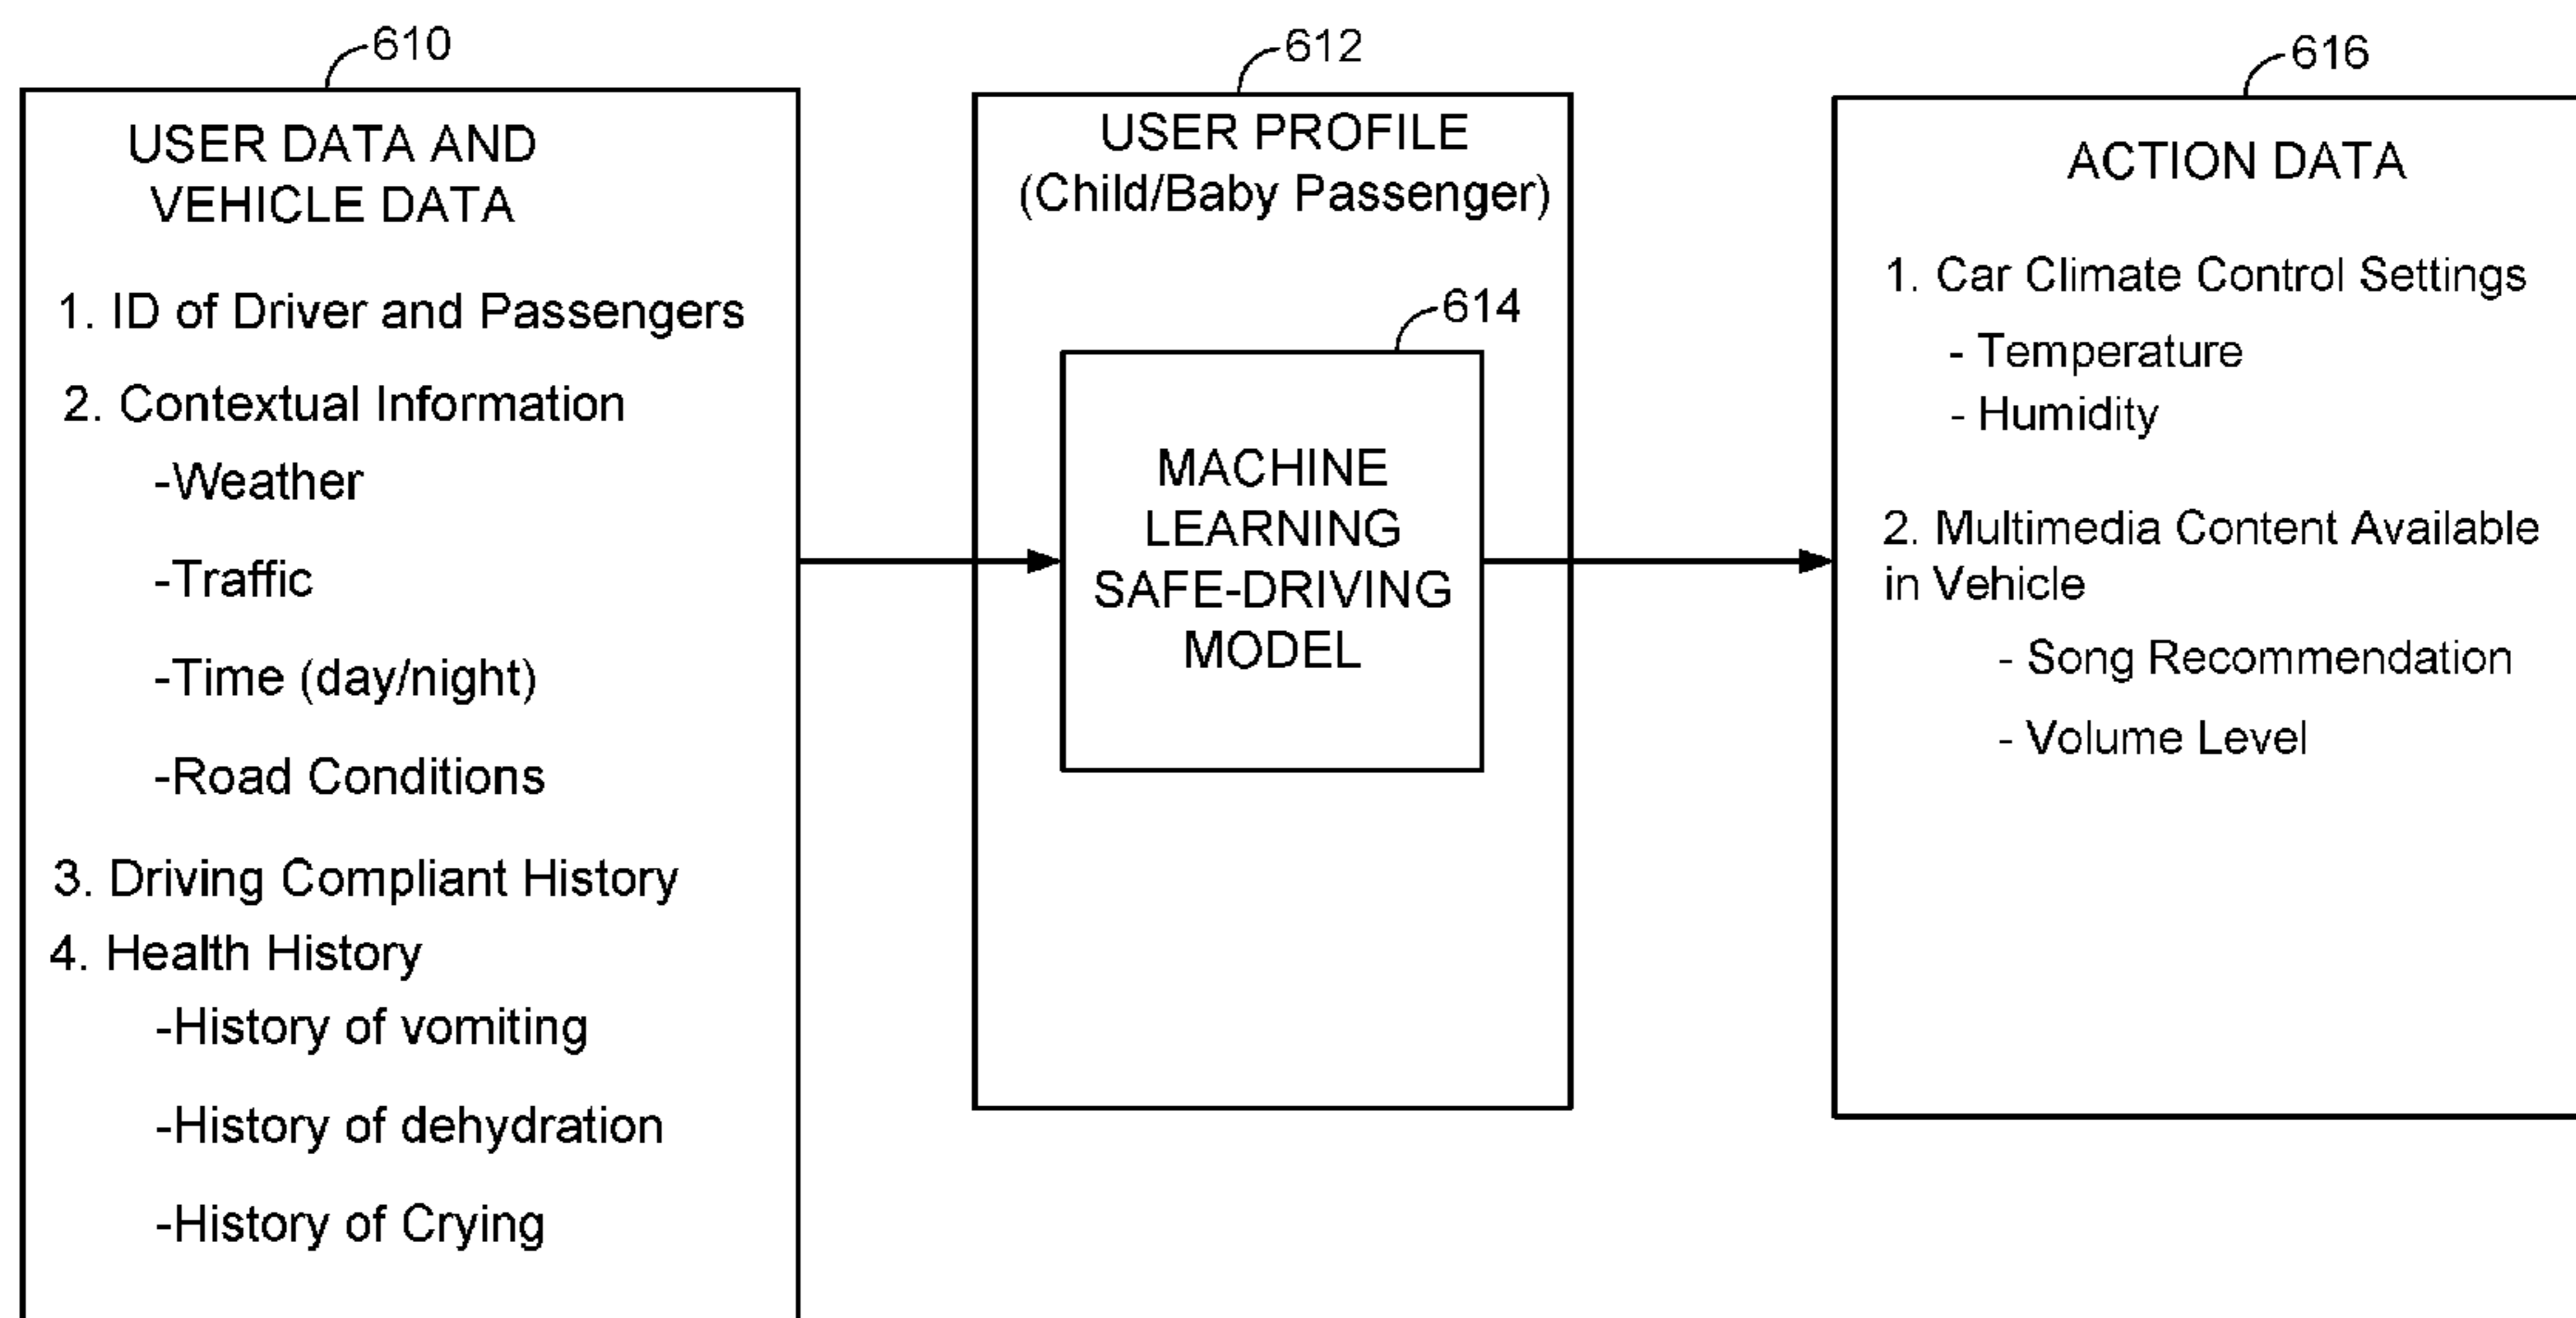 610
USER DATA AND
VEHICLE DATA
1. ID of Driver and Passengers
2. Contextual Information
-Weather
-Traffic
-Time (day/night)
-Road Conditions
3. Driving Compliant History
4. Health History
-History of vomiting
-History of dehydration
-History of Crying
612
USER PROFILE
(Child/Baby Passenger)
614
MACHINE
LEARNING
SAFE-DRIVING
MODEL
616
ACTION DATA
1. Car Climate Control Settings
- Temperature
- Humidity
2. Multimedia Content Available
in Vehicle
- Song Recommendation
- Volume Level